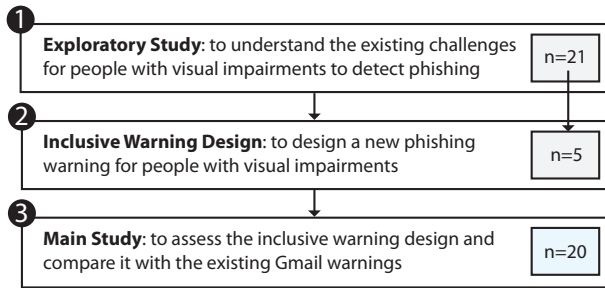 1
Exploratory Study: to understand the existing challenges
for people with visual impairments to detect phishing
n=21
2
Inclusive Warning Design: to design a new phishing
warning for people with visual impairments
n=5
3
Main Study: to assess the inclusive warning design and
compare it with the existing Gmail warnings
n=20